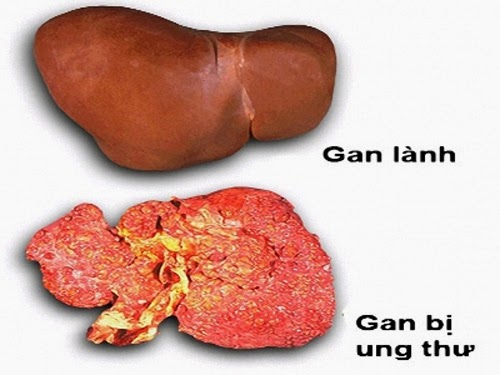 Gan lành
Gan bị
ung thư